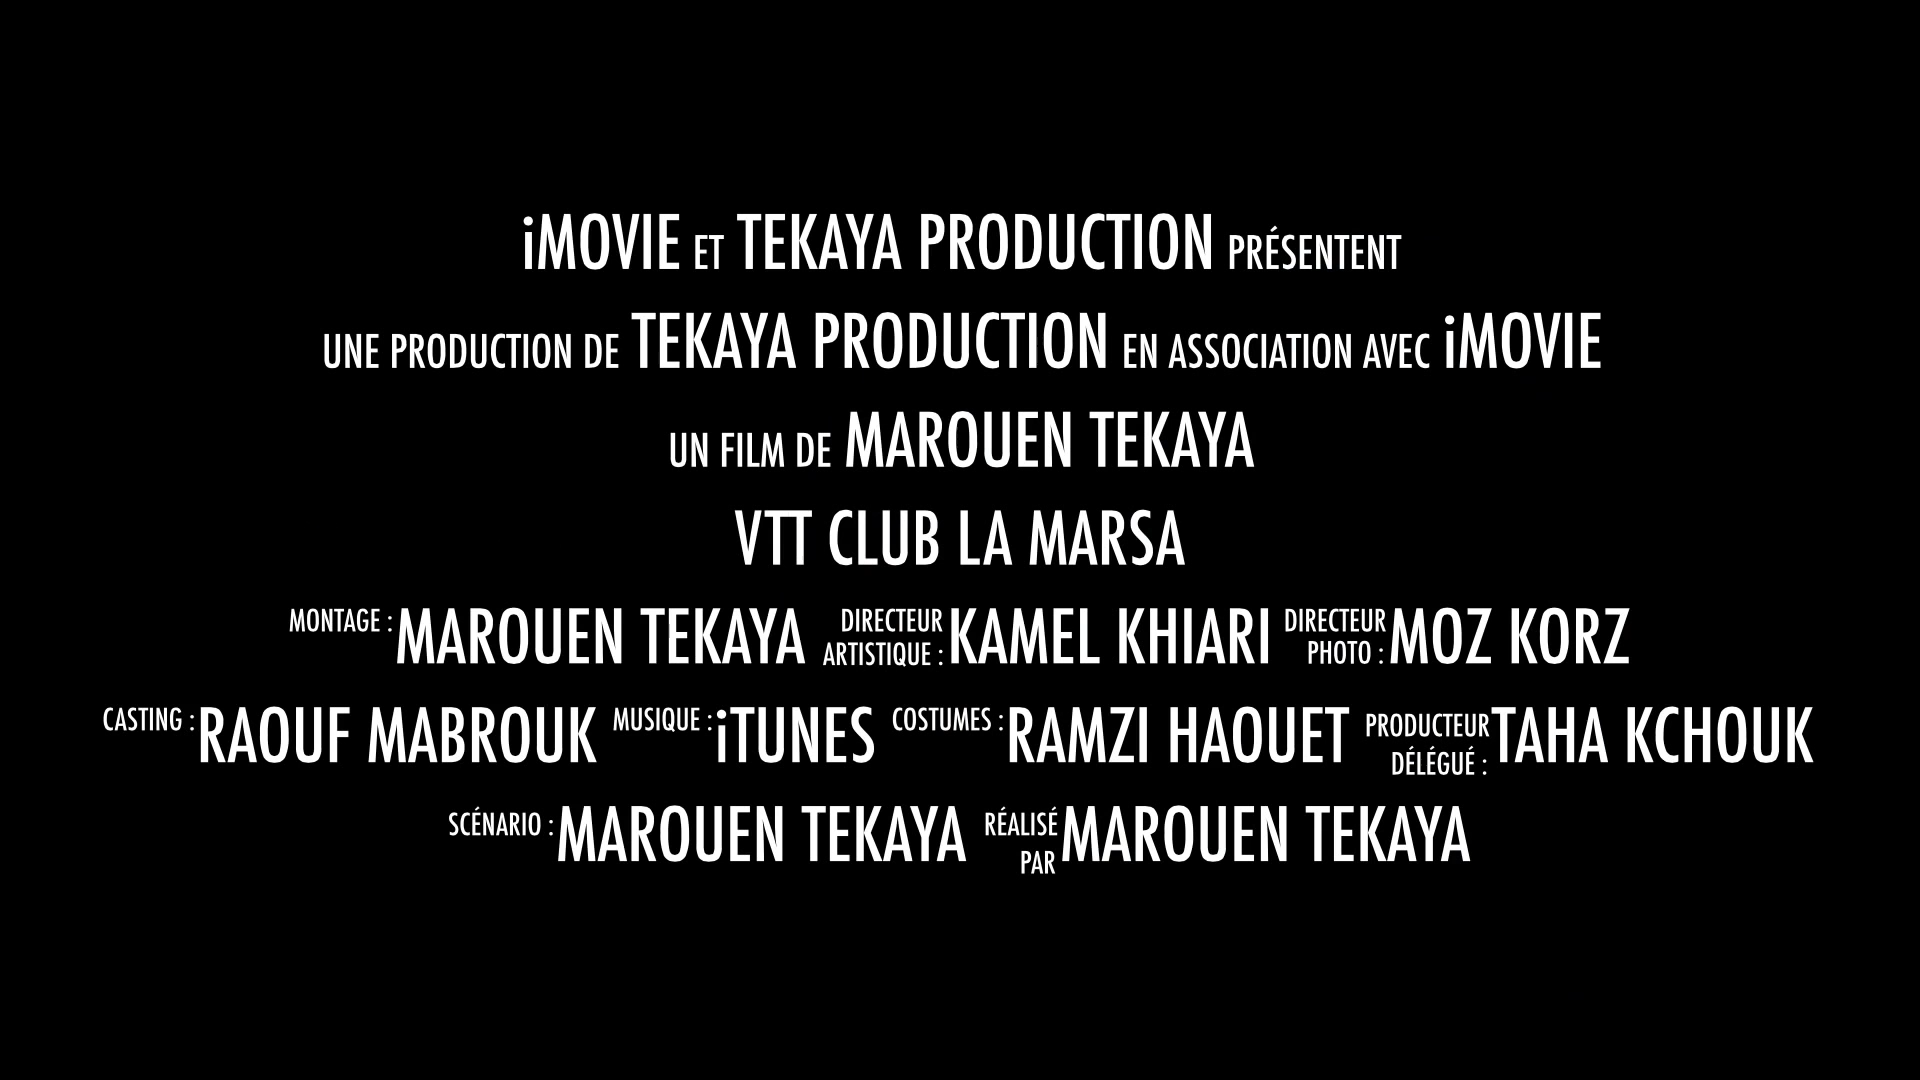 iMOVIE ET TEKAYA PRODUCTION PRÉSENTENT
UNE PRODUCTION DE TEKAYA PRODUCTION EN ASSOCIATION AVEC iMOVIE
UN FILM DE MAROUEN TEKAYA
VTT CLUB LA MARSA
MONTAGE : MAROUEN TEKAYA DIRECTEUR ARTISTIQUE : KAMEL KHIARI DIRECTEUR PHOTO : MOZ KORZ
CASTING : RAOUF MABROUK MUSIQUE : iTUNES COSTUMES : RAMZI HAOUET PRODUCTEUR DÉLÉGUÉ : TAHA KCHOUK
SCÉNARIO : MAROUEN TEKAYA RÉALISÉ PAR MAROUEN TEKAYA